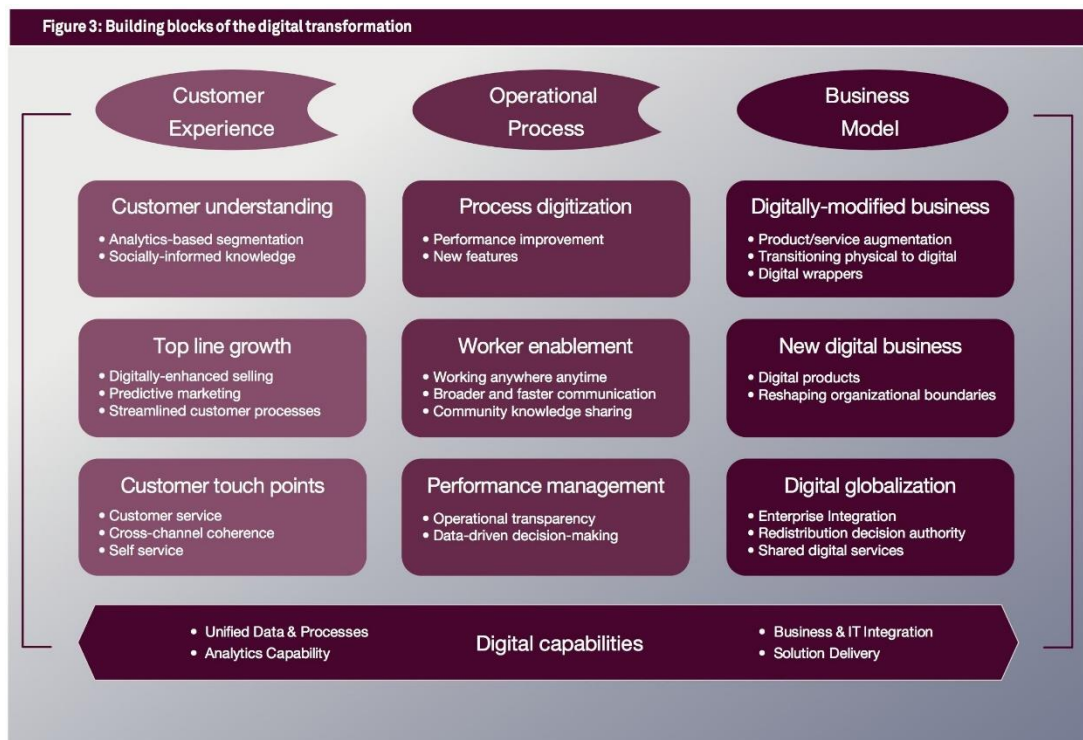 Figure 3: Building blocks of the digital transformation
Customer
Experience
Operational
Process
Business
Model
Customer understanding
• Analytics-based segmentation
• Socially-informed knowledge
Process digitization
• Performance improvement
• New features
Digitally-modified business
• Product/service augmentation
• Transitioning physical to digital
• Digital wrappers
Top line growth
• Digitally-enhanced selling
• Predictive marketing
• Streamlined customer processes
Worker enablement
• Working anywhere anytime
• Broader and faster communication
• Community knowledge sharing
New digital business
• Digital products
• Reshaping organizational boundaries
Customer touch points
• Customer service
• Cross-channel coherence
• Self service
Performance management
• Operational transparency
• Data-driven decision-making
Digital globalization
• Enterprise Integration
• Redistribution decision authority
• Shared digital services
• Unified Data & Processes
• Analytics Capability
Digital capabilities
• Business & IT Integration
• Solution Delivery